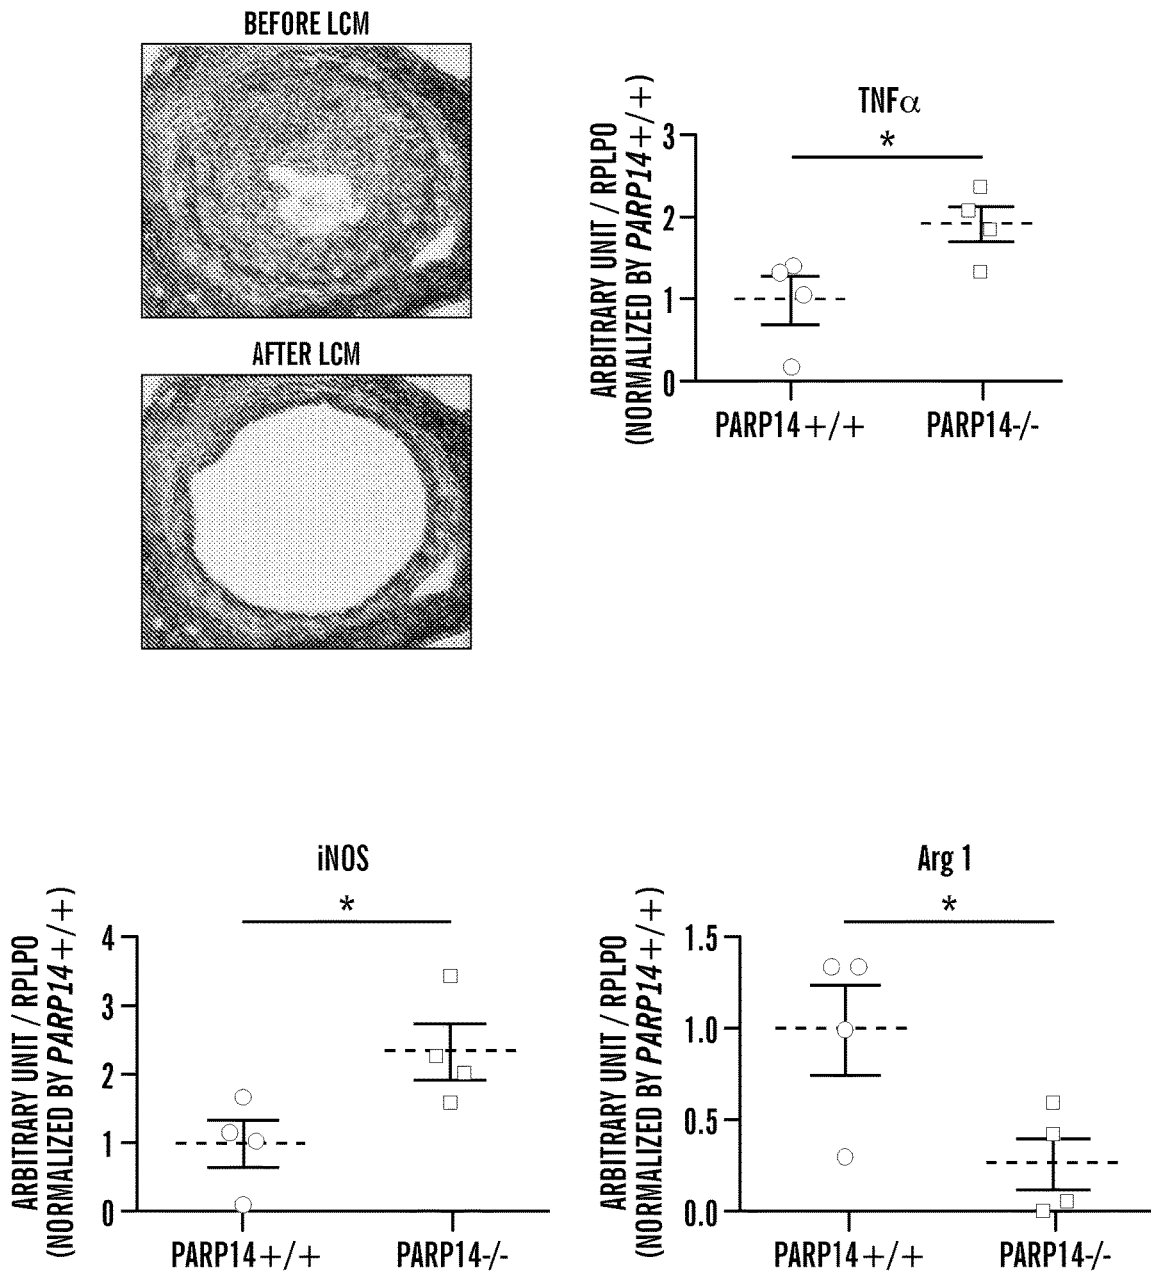 BEFORE LCM
AFTER LCM
TNFα
*
ARBITRARY UNIT / RPLPO
(NORMALIZED BY PARP14+/+)
3
2
1
0
PARP14+/+ PARP14-/-
iNOS
*
ARBITRARY UNIT / RPLPO
(NORMALIZED BY PARP14+/+)
4
3
2
1
0
PARP14+/+ PARP14-/-
Arg 1
*
ARBITRARY UNIT / RPLPO
(NORMALIZED BY PARP14+/+)
1.5
1.0
0.5
0.0
PARP14+/+ PARP14-/-